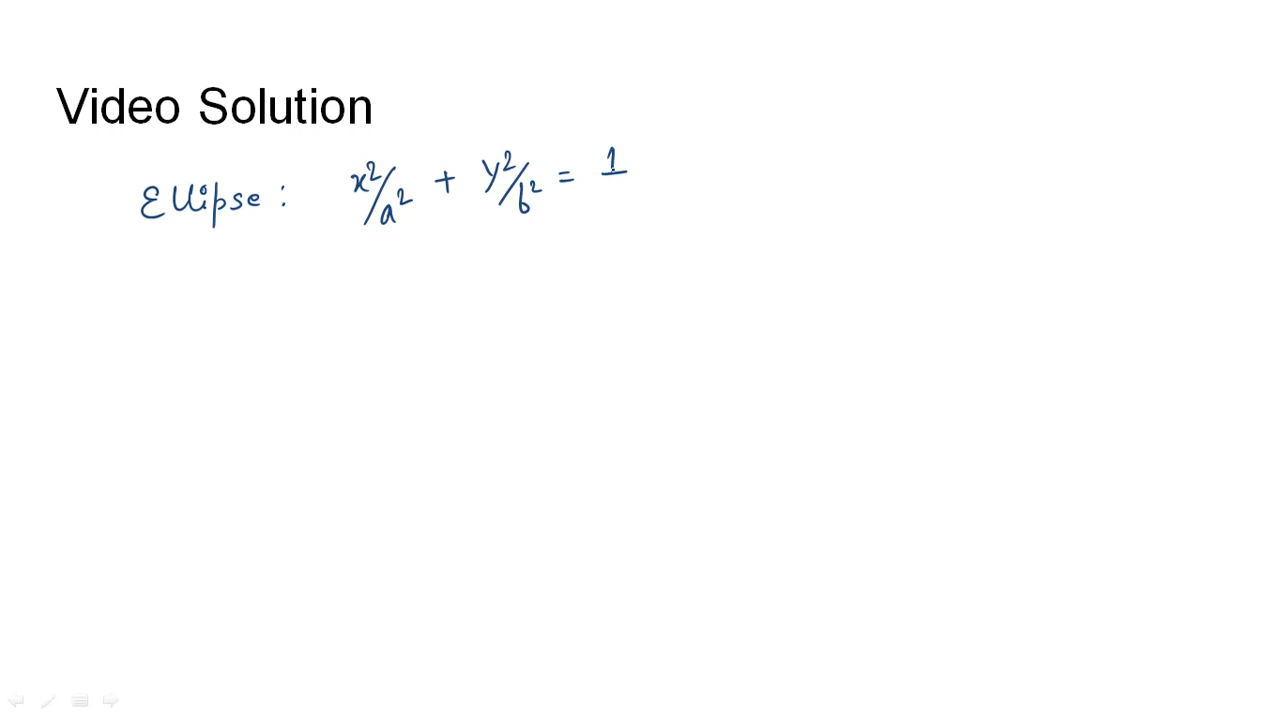 Video Solution
Ellipse : x²/a² + y²/b² = 1